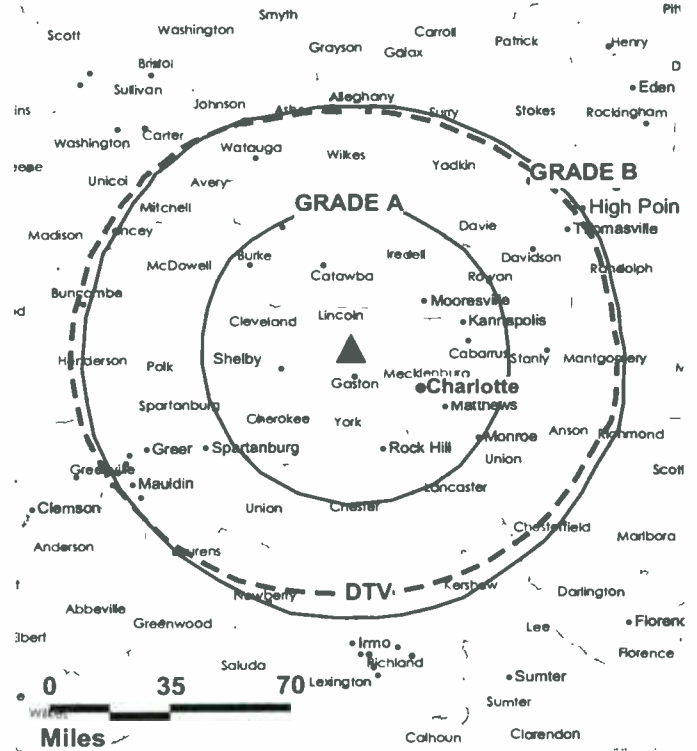 Smyth
Scott Washington Carroll
Grayson Galax Patrick Henry
Bristol
Sullivan Eden
Johnson Ashe Alleghany Surry Stokes Rockingham
Washington Carter
Watauga Wilkes Yadkin
GRADE B
Unicoi Avery
GRADE A
Mitchell High Poin
Madison Yancey Davie Thomasville
McDowell Burke Iredell Davidson
Catawba Rowan Randolph
Buncombe Mooresville
Cleveland Lincoln Kannapolis
Henderson Polk Shelby Cabarrus Stanly Montgomery
Gaston Mecklenburg
Charlotte
Spartanburg Matthews
Cherokee York Anson Richmond
Greer Spartanburg Rock Hill Monroe
Union
Greenville Scott
Mauldin Lancaster
Clemson Union Chester
Chesterfield Marlboro
Anderson Laurens
DTV Kershaw Darlington
Newberry
Abbeville Greenwood Lee Florenc
Irmo
Richland Florence
Saluda Lexington
0 35 70 Sumter
Sumter
Miles Calhoun Clarendon